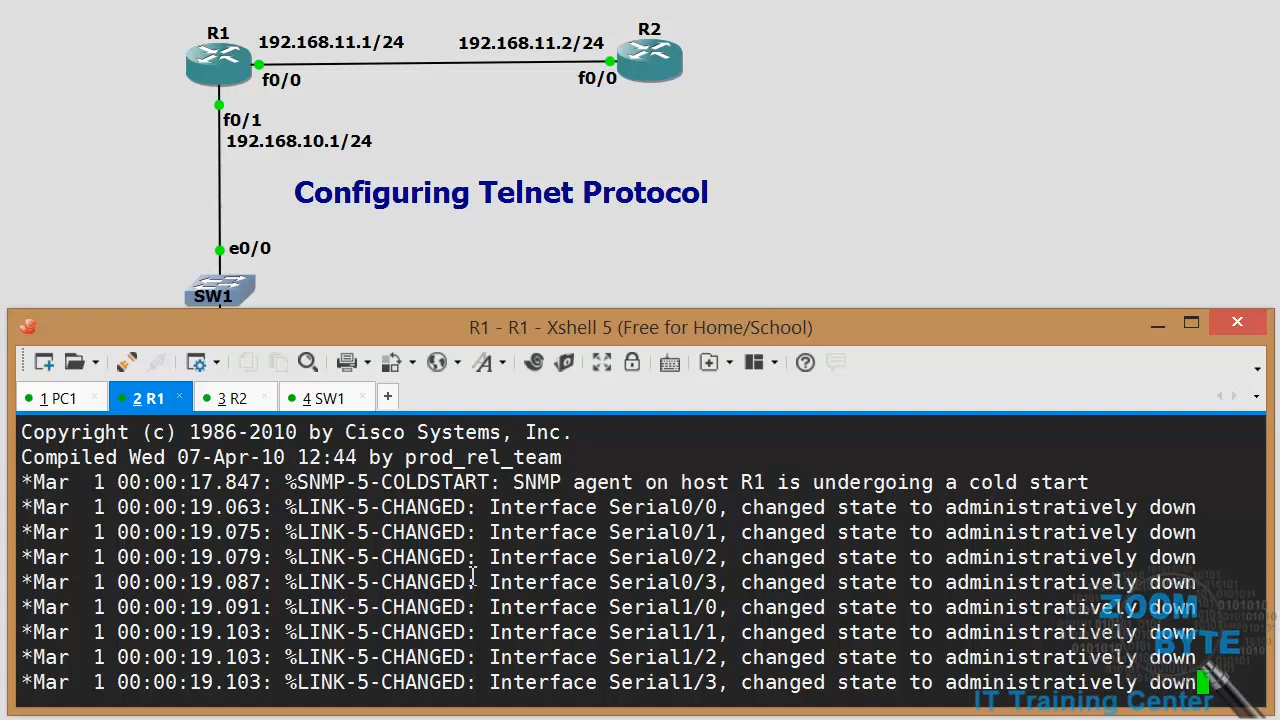 R1
R2
192.168.11.1/24
192.168.11.2/24
f0/0
f0/0
f0/1
192.168.10.1/24
Configuring Telnet Protocol
e0/0
SW1
R1 - R1 - Xshell 5 (Free for Home/School)
1 PC1
2 R1
3 R2
4 SW1
Copyright (c) 1986-2010 by Cisco Systems, Inc.
Compiled Wed 07-Apr-10 12:44 by prod_rel_team
*Mar  1 00:00:17.847: %SNMP-5-COLDSTART: SNMP agent on host R1 is undergoing a cold start
*Mar  1 00:00:19.063: %LINK-5-CHANGED: Interface Serial0/0, changed state to administratively down
*Mar  1 00:00:19.075: %LINK-5-CHANGED: Interface Serial0/1, changed state to administratively down
*Mar  1 00:00:19.079: %LINK-5-CHANGED: Interface Serial0/2, changed state to administratively down
*Mar  1 00:00:19.087: %LINK-5-CHANGED: Interface Serial0/3, changed state to administratively down
*Mar  1 00:00:19.091: %LINK-5-CHANGED: Interface Serial1/0, changed state to administratively down
*Mar  1 00:00:19.103: %LINK-5-CHANGED: Interface Serial1/1, changed state to administratively down
*Mar  1 00:00:19.103: %LINK-5-CHANGED: Interface Serial1/2, changed state to administratively down
*Mar  1 00:00:19.103: %LINK-5-CHANGED: Interface Serial1/3, changed state to administratively down
ZOOM
BYTE
IT Training Center